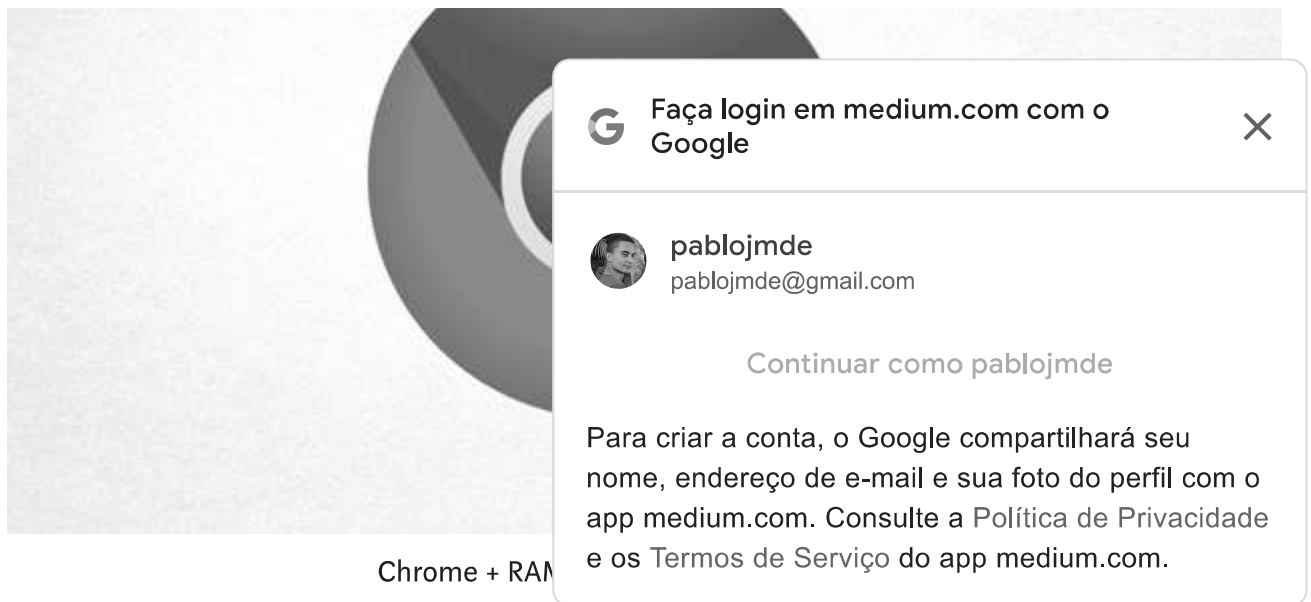 Faça login em medium.com com o
Google
pablojmde
pablojmde@gmail.com
Continuar como pablojmde
Para criar a conta, o Google compartilhará seu
nome, endereço de e-mail e sua foto do perfil com o
app medium.com. Consulte a Política de Privacidade
e os Termos de Serviço do app medium.com.
Chrome +